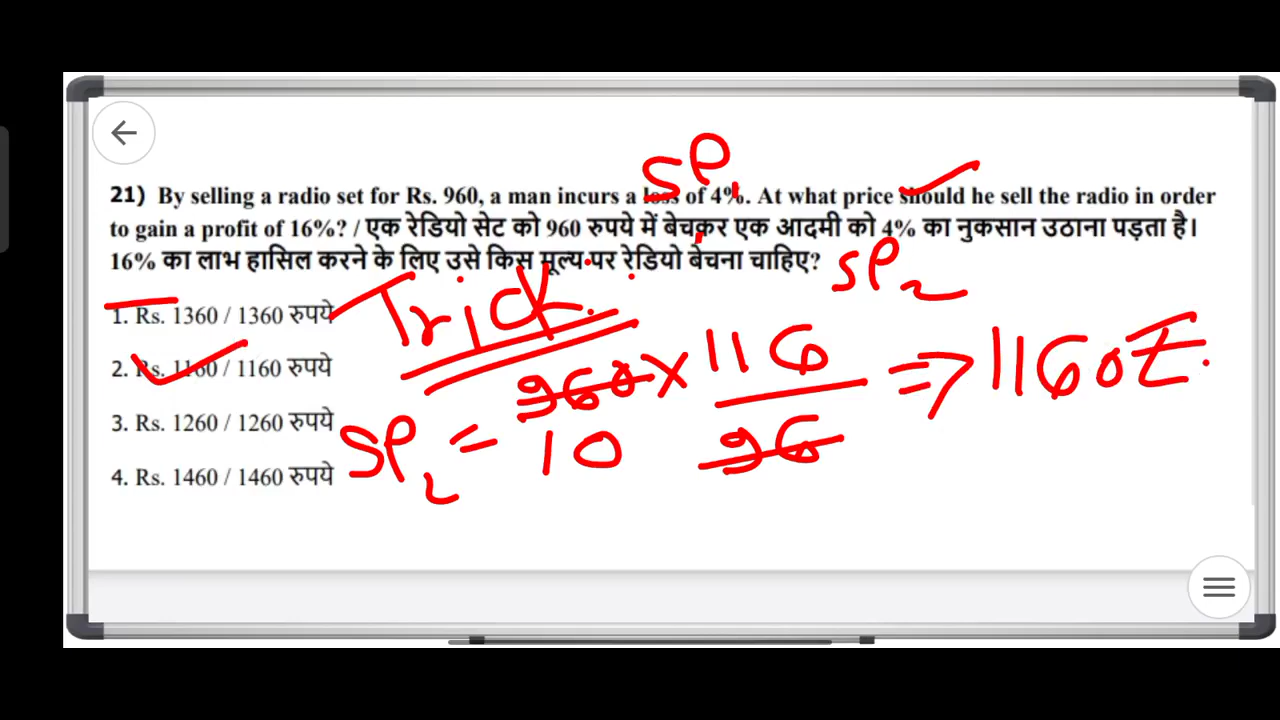 SP1
21) By selling a radio set for Rs. 960, a man incurs a loss of 4%. At what price should he sell the radio in order
to gain a profit of 16%? / एक रेडियो सेट को 960 रुपये में बेचकर एक आदमी को 4% का नुकसान उठाना पड़ता है।
16% का लाभ हासिल करने के लिए उसे किस मूल्य पर रेडियो बेचना चाहिए?
SP2
Trick
1. Rs. 1360 / 1360 रुपये
2. Rs. 1160 / 1160 रुपये
3. Rs. 1260 / 1260 रुपये
4. Rs. 1460 / 1460 रुपये
SP2 = 960 10 × 116 / 96 => 1160₹